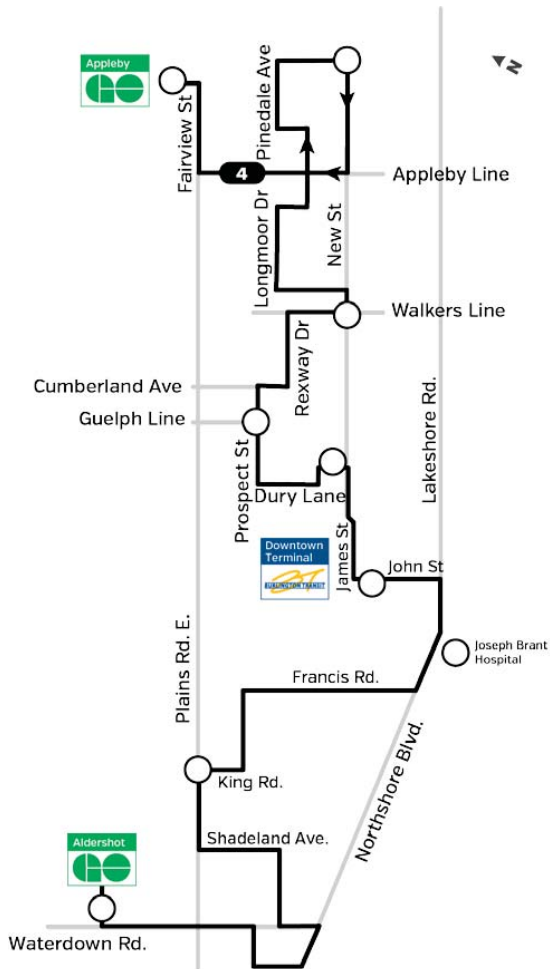 Appleby
GO
N
Fairview St
4
Pinedale Ave
Longmoor Dr
New St
Appleby Line
Walkers Line
Rexway Dr
Cumberland Ave
Guelph Line
Lakeshore Rd.
Prospect St
Dury Lane
Downtown
Terminal
BURLINGTON TRANSIT
James St
John St
Joseph Brant
Hospital
Plains Rd. E.
Francis Rd.
Northshore Blvd.
King Rd.
Shadeland Ave.
Aldershot
GO
Waterdown Rd.